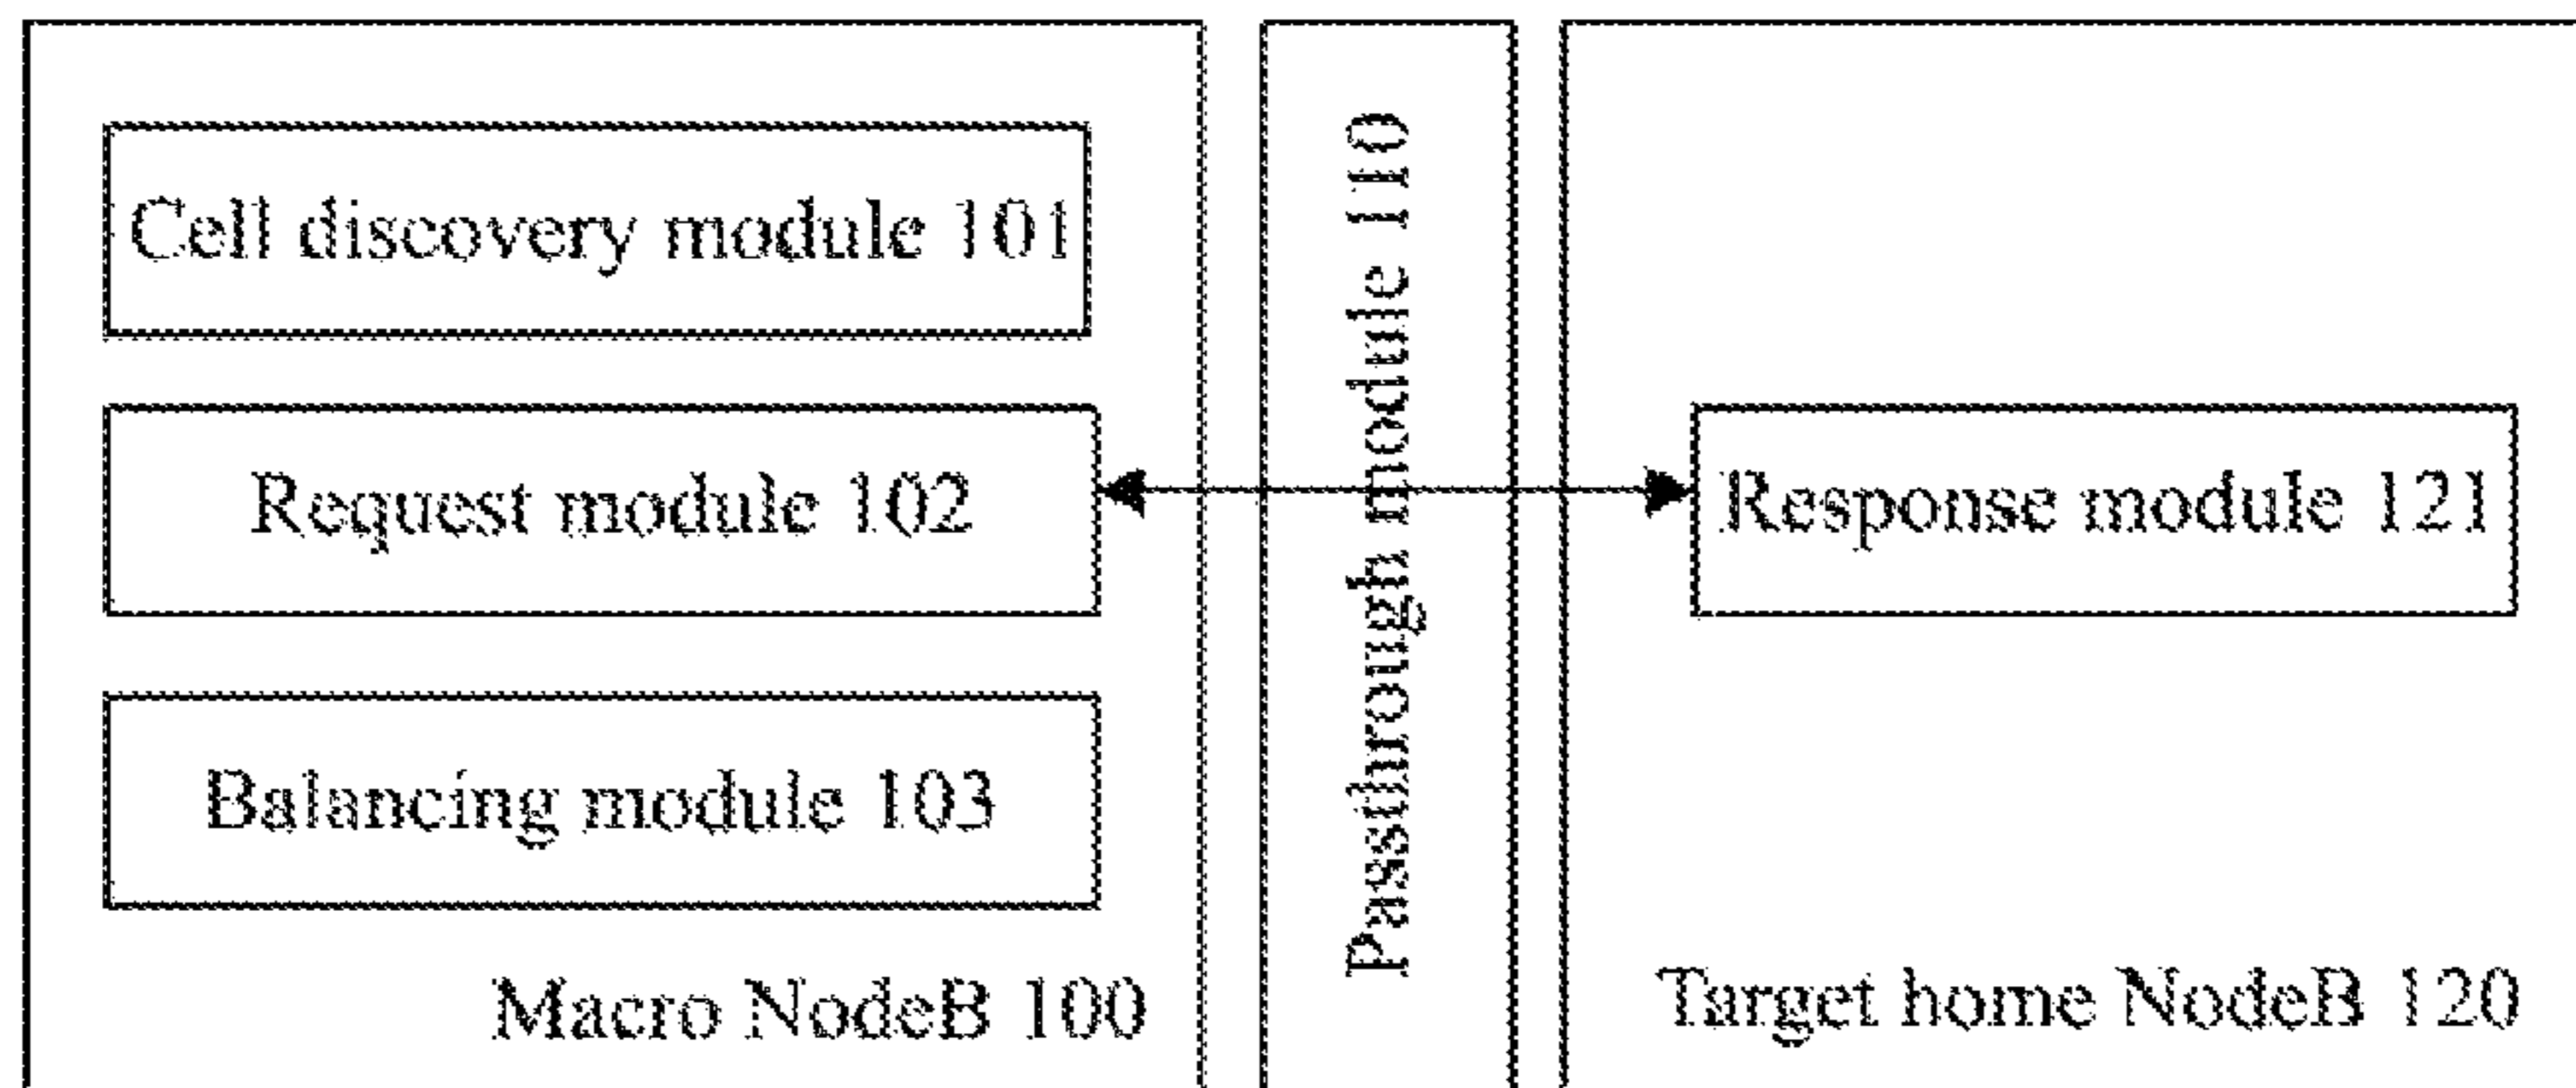 Cell discovery module 101
Request module 102
Balancing module 103
Macro NodeB 100
Passthrough module 110
Response module 121
Target home NodeB 120